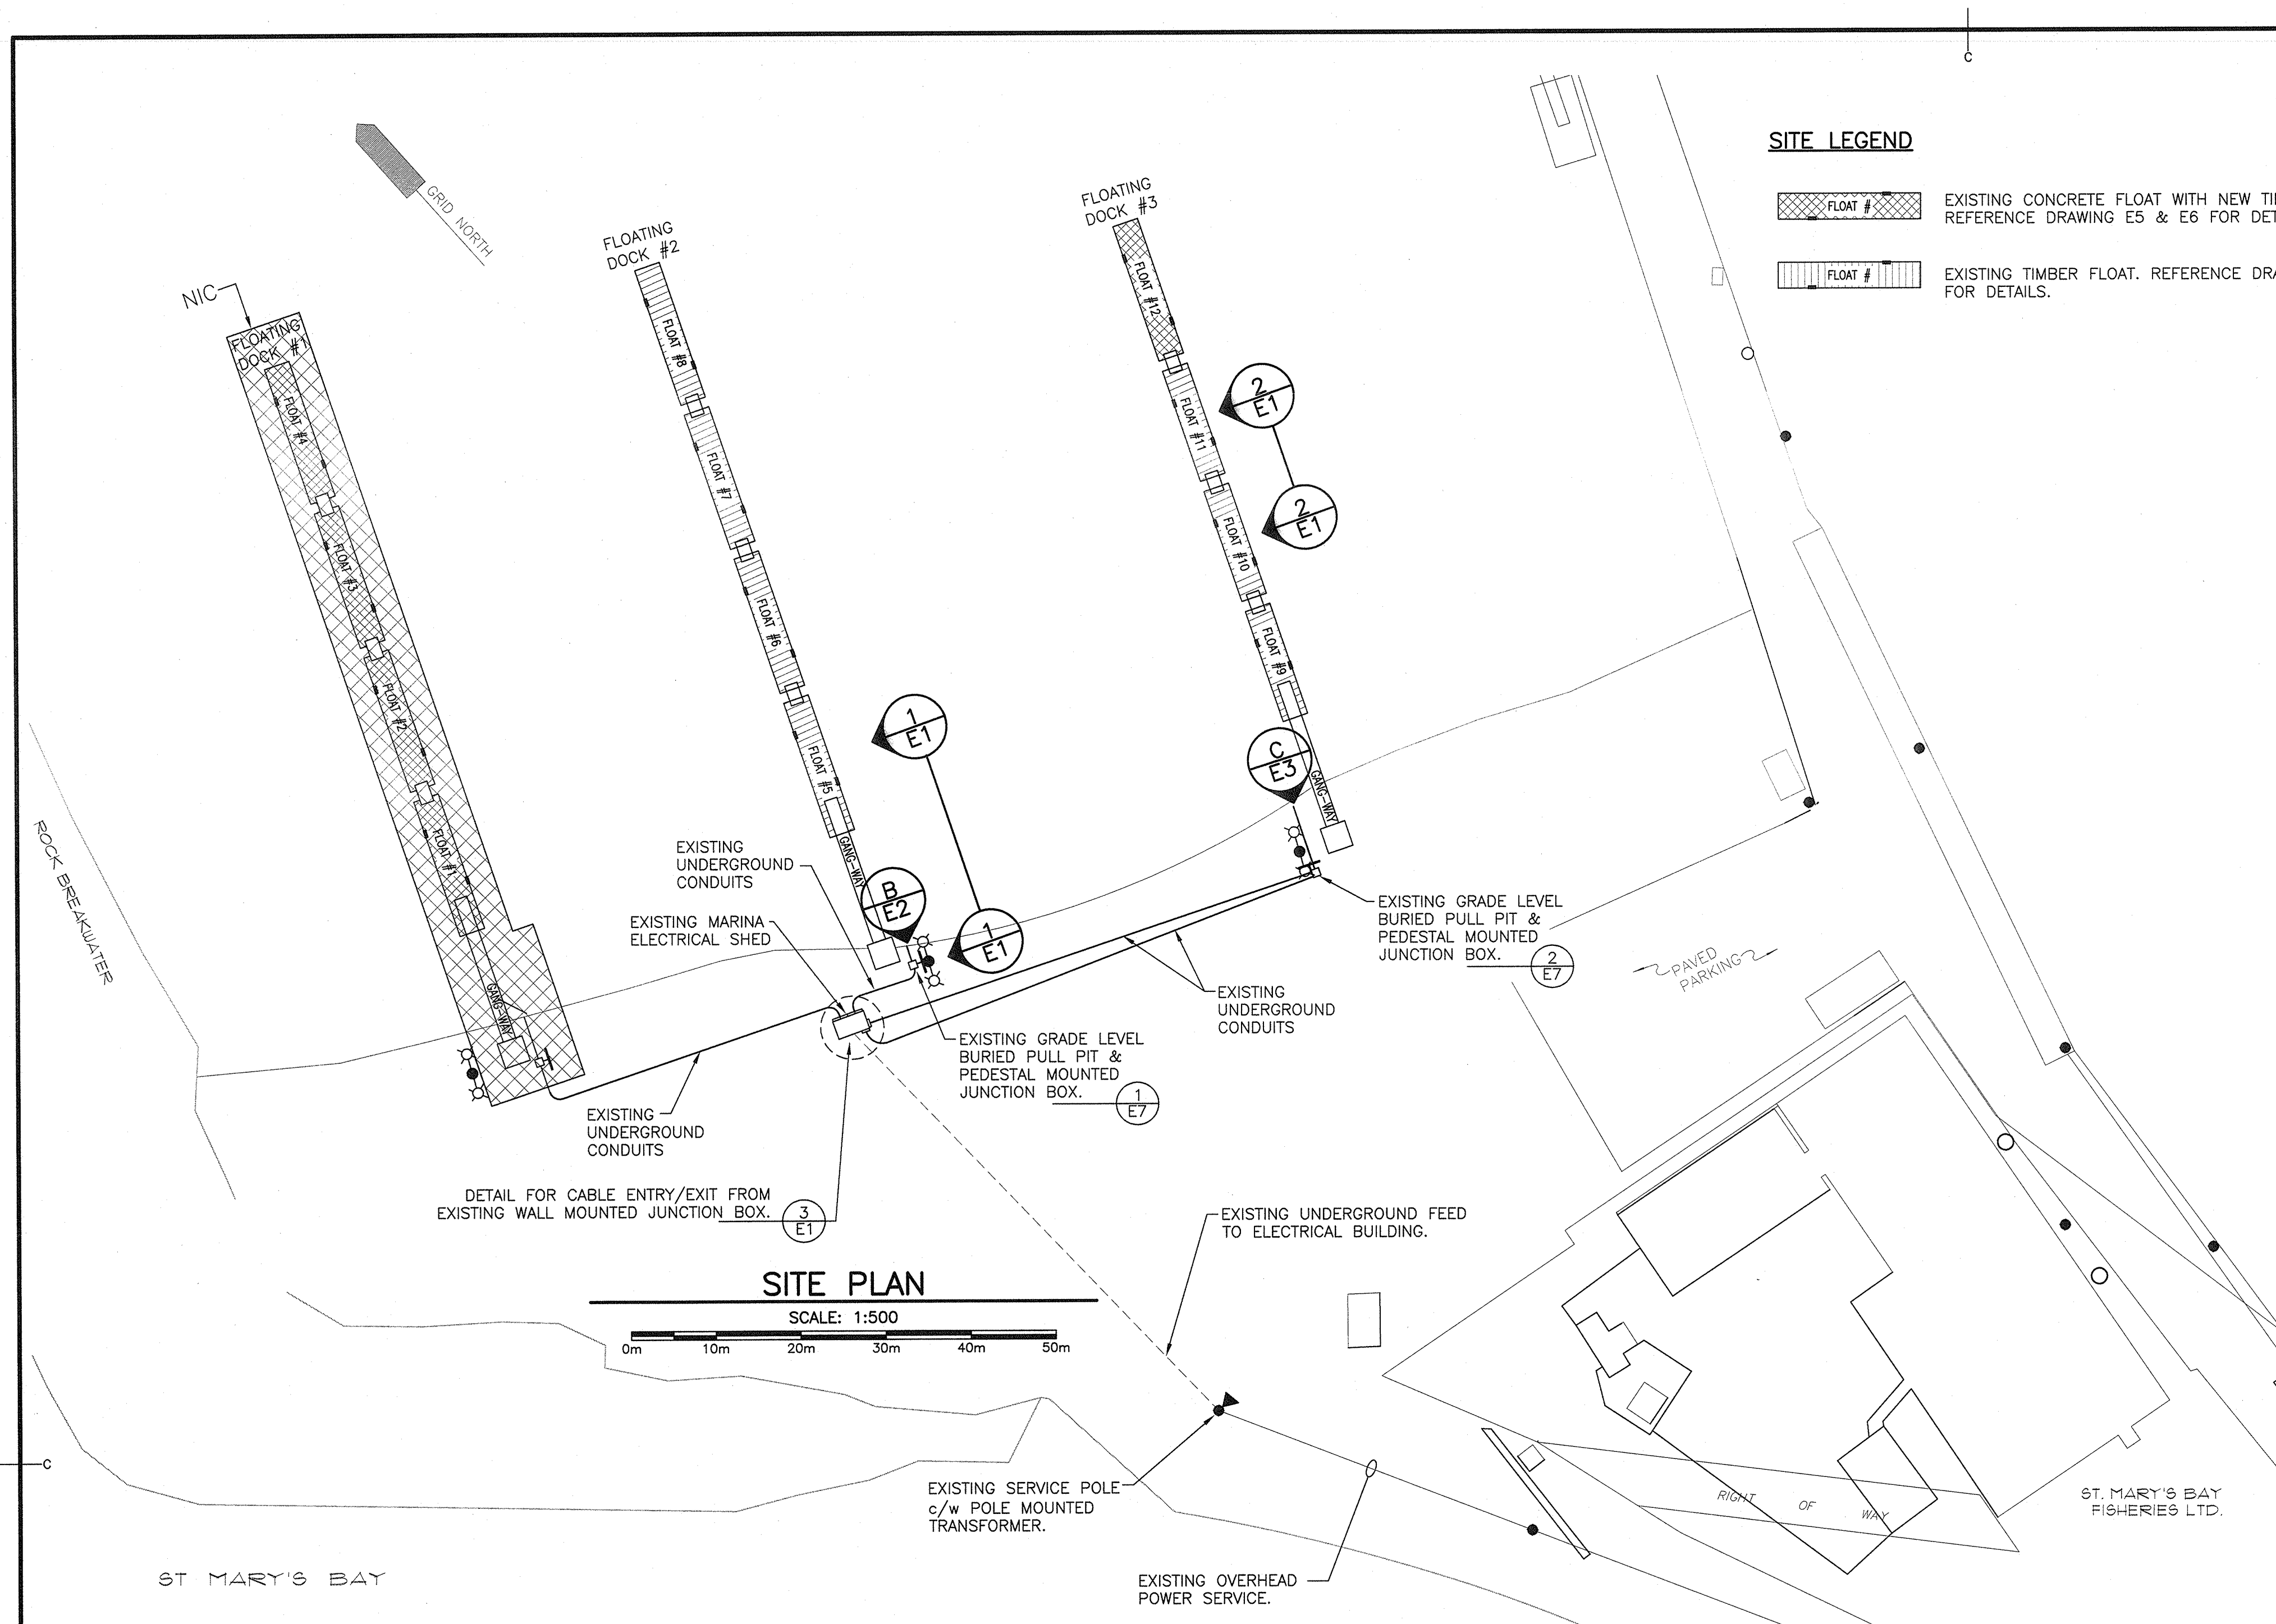 C
SITE LEGEND
FLOAT #
EXISTING CONCRETE FLOAT WITH NEW
REFERENCE DRAWING E5 & E6 FOR
FLOAT #
EXISTING TIMBER FLOAT. REFERENCE
FOR DETAILS.
GRID NORTH
NIC
FLOATING
DOCK #1
FLOAT #4
FLOAT #3
FLOAT #2
FLOAT #1
GANG-WAY
FLOATING
DOCK #2
FLOAT #8
FLOAT #7
FLOAT #6
FLOAT #5
GANG-WAY
FLOATING
DOCK #3
FLOAT #12
FLOAT #11
FLOAT #10
FLOAT #9
GANG-WAY
2
E1
2
E1
1
E1
1
E1
B
E2
C
E3
ROCK BREAKWATER
EXISTING
UNDERGROUND
CONDUITS
EXISTING MARINA
ELECTRICAL SHED
EXISTING GRADE LEVEL
BURIED PULL PIT &
PEDESTAL MOUNTED
JUNCTION BOX.
2
E7
PAVED
PARKING
EXISTING
UNDERGROUND
CONDUITS
EXISTING GRADE LEVEL
BURIED PULL PIT &
PEDESTAL MOUNTED
JUNCTION BOX.
1
E7
EXISTING
UNDERGROUND
CONDUITS
DETAIL FOR CABLE ENTRY/EXIT FROM
EXISTING WALL MOUNTED JUNCTION BOX.
3
E1
EXISTING UNDERGROUND FEED
TO ELECTRICAL BUILDING.
SITE PLAN
SCALE: 1:500
0m 10m 20m 30m 40m 50m
C
EXISTING SERVICE POLE
c/w POLE MOUNTED
TRANSFORMER.
EXISTING OVERHEAD
POWER SERVICE.
RIGHT OF WAY
ST. MARY'S BAY
FISHERIES LTD.
ST MARY'S BAY